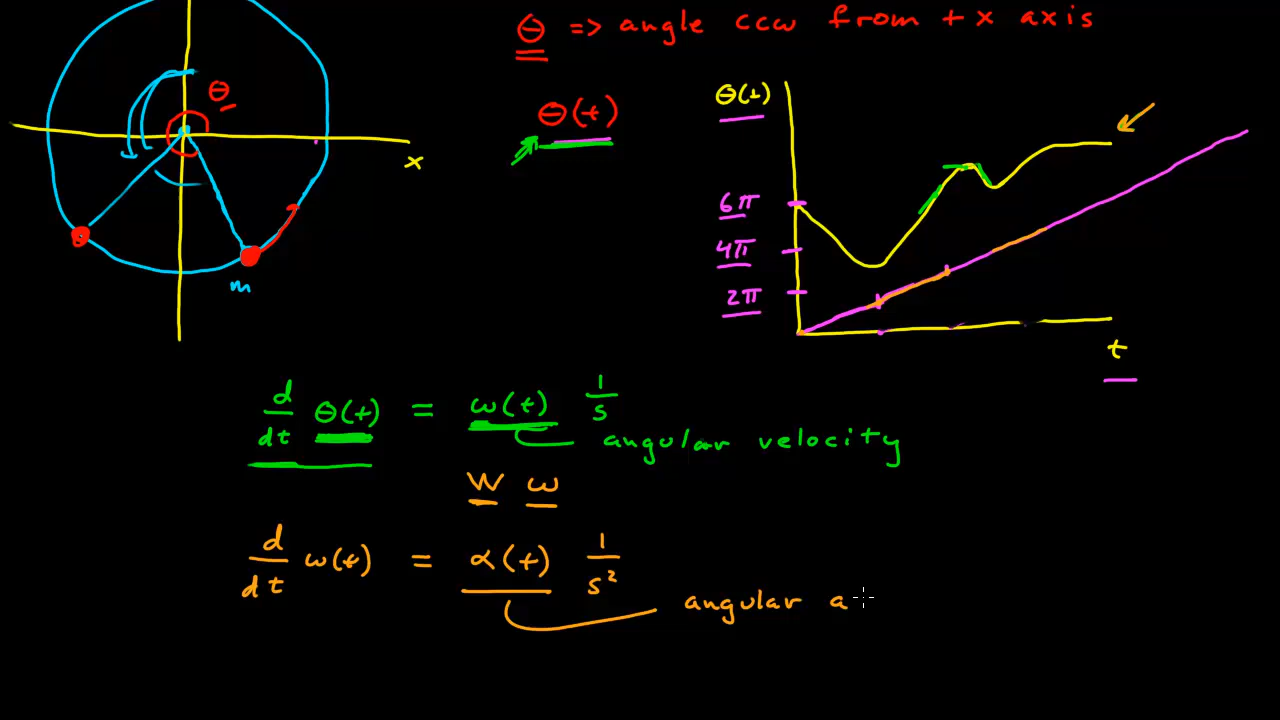 Θ => angle ccw from +x axis
Θ
Θ(t)
Θ(t)
x
6π
4π
2π
m
t
d/dt Θ(t) = ω(t) 1/s
angular velocity
W ω
d/dt ω(t) = α(t) 1/s²
angular a